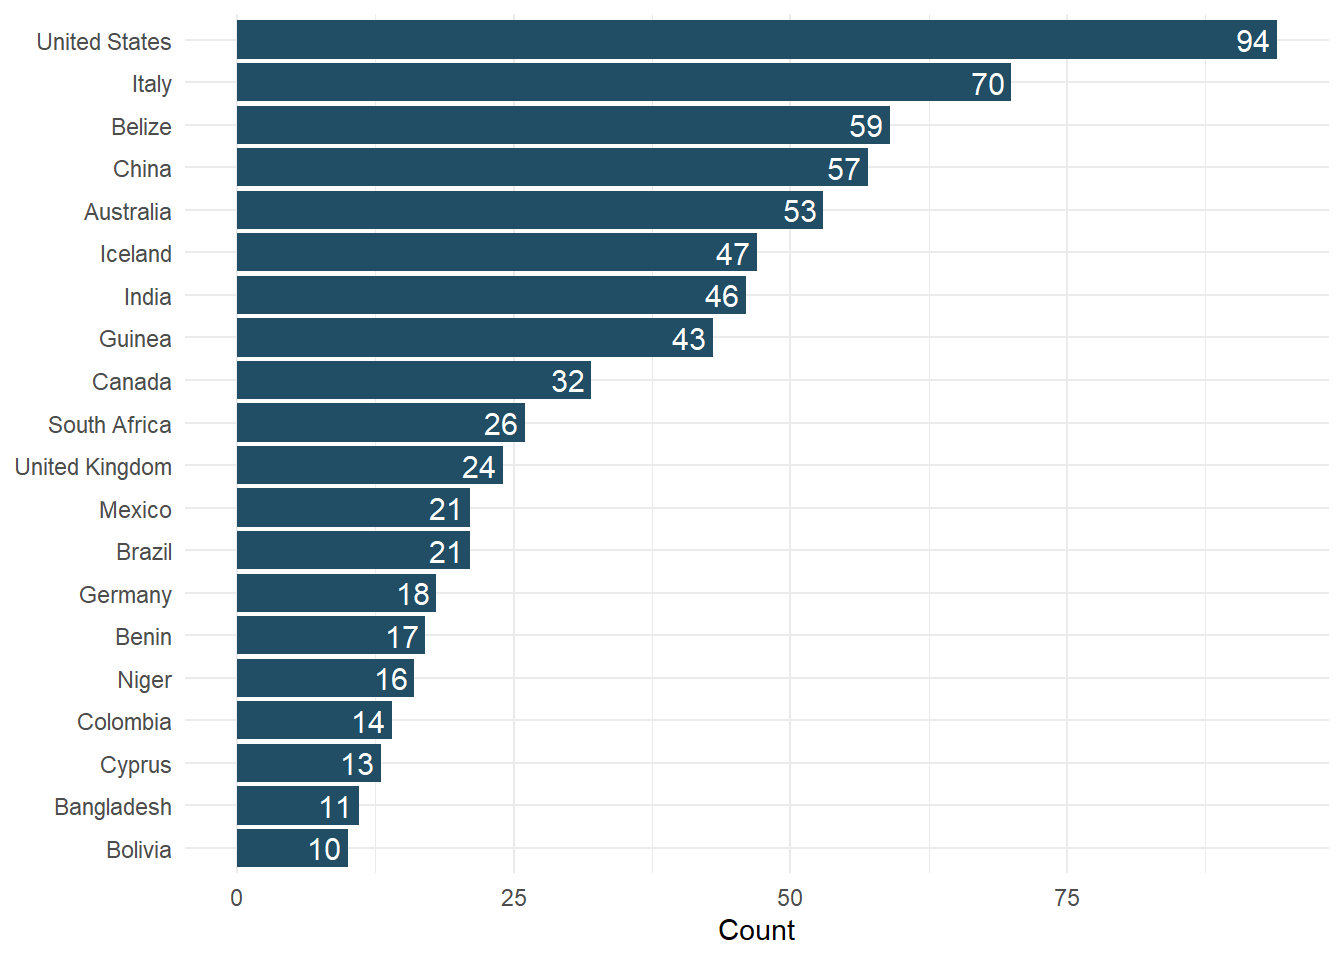 United States 94
Italy 70
Belize 59
China 57
Australia 53
Iceland 47
India 46
Guinea 43
Canada 32
South Africa 26
United Kingdom 24
Mexico 21
Brazil 21
Germany 18
Benin 17
Niger 16
Colombia 14
Cyprus 13
Bangladesh 11
Bolivia 10
0 25 50 75
Count